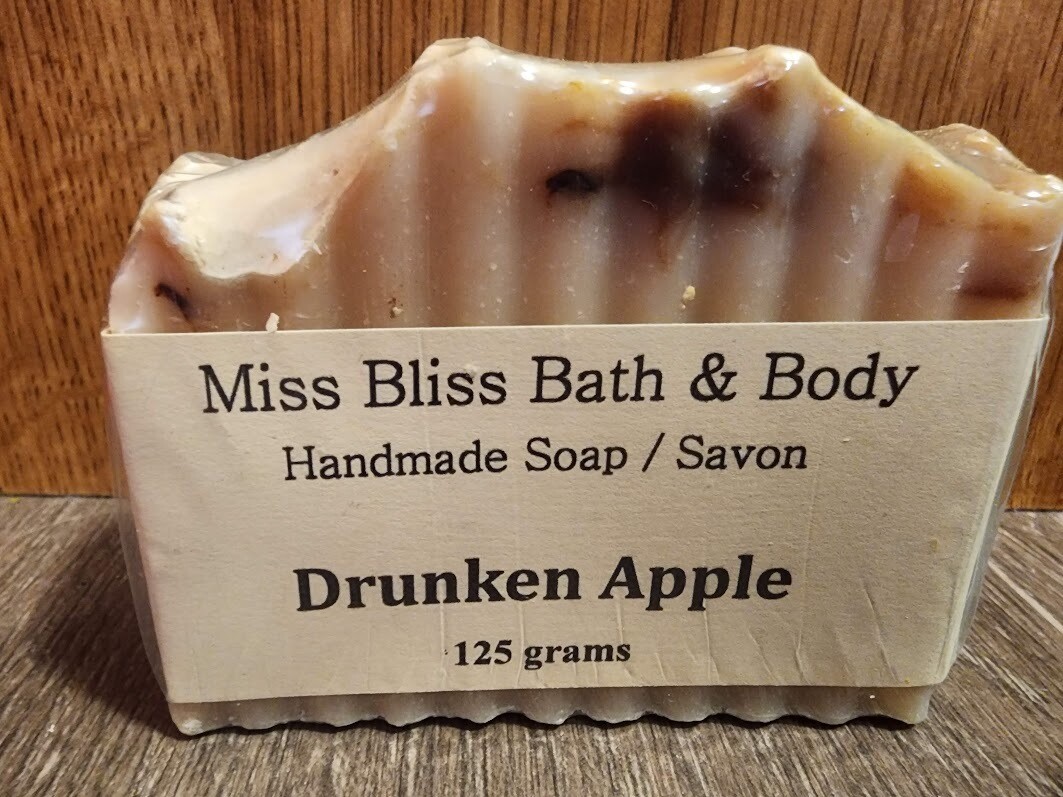 Miss Bliss Bath & Body
Handmade Soap / Savon
Drunken Apple
125 grams